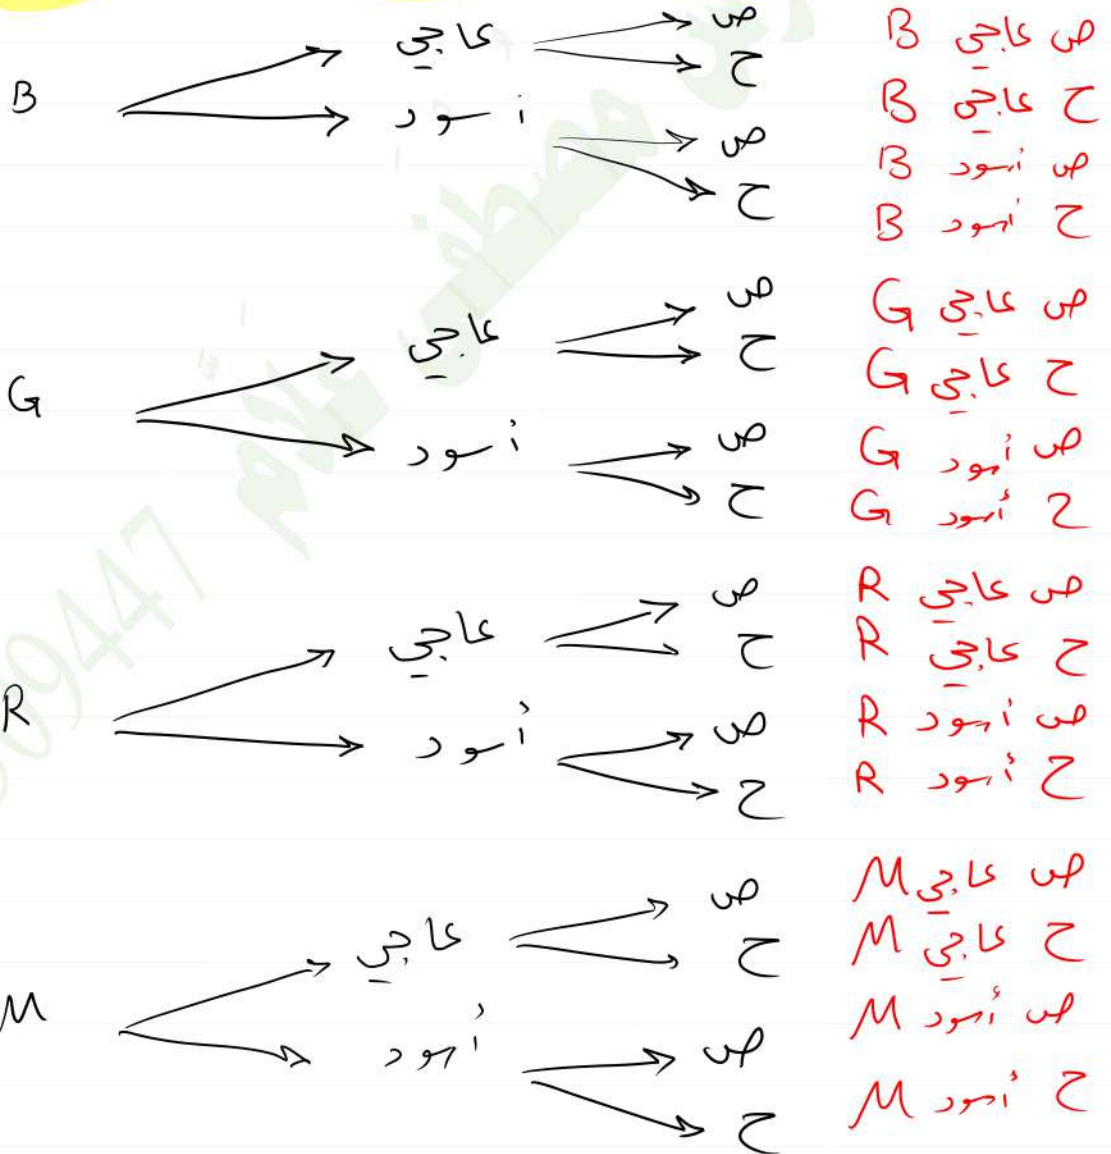 عاجي ص B عاجي ص
ح B عاجي ح
B
أسود ص B أسود ص
ح B أسود ح
ص G عاجي ص
عاجي ح G عاجي ح
G
أسود ص G أسود ص
ح G أسود ح
ص R عاجي ص
عاجي ح R عاجي ح
R
أسود ص R أسود ص
ح R أسود ح
ص M عاجي ص
عاجي ح M عاجي ح
M
أسود ص M أسود ص
ح M أسود ح
09447